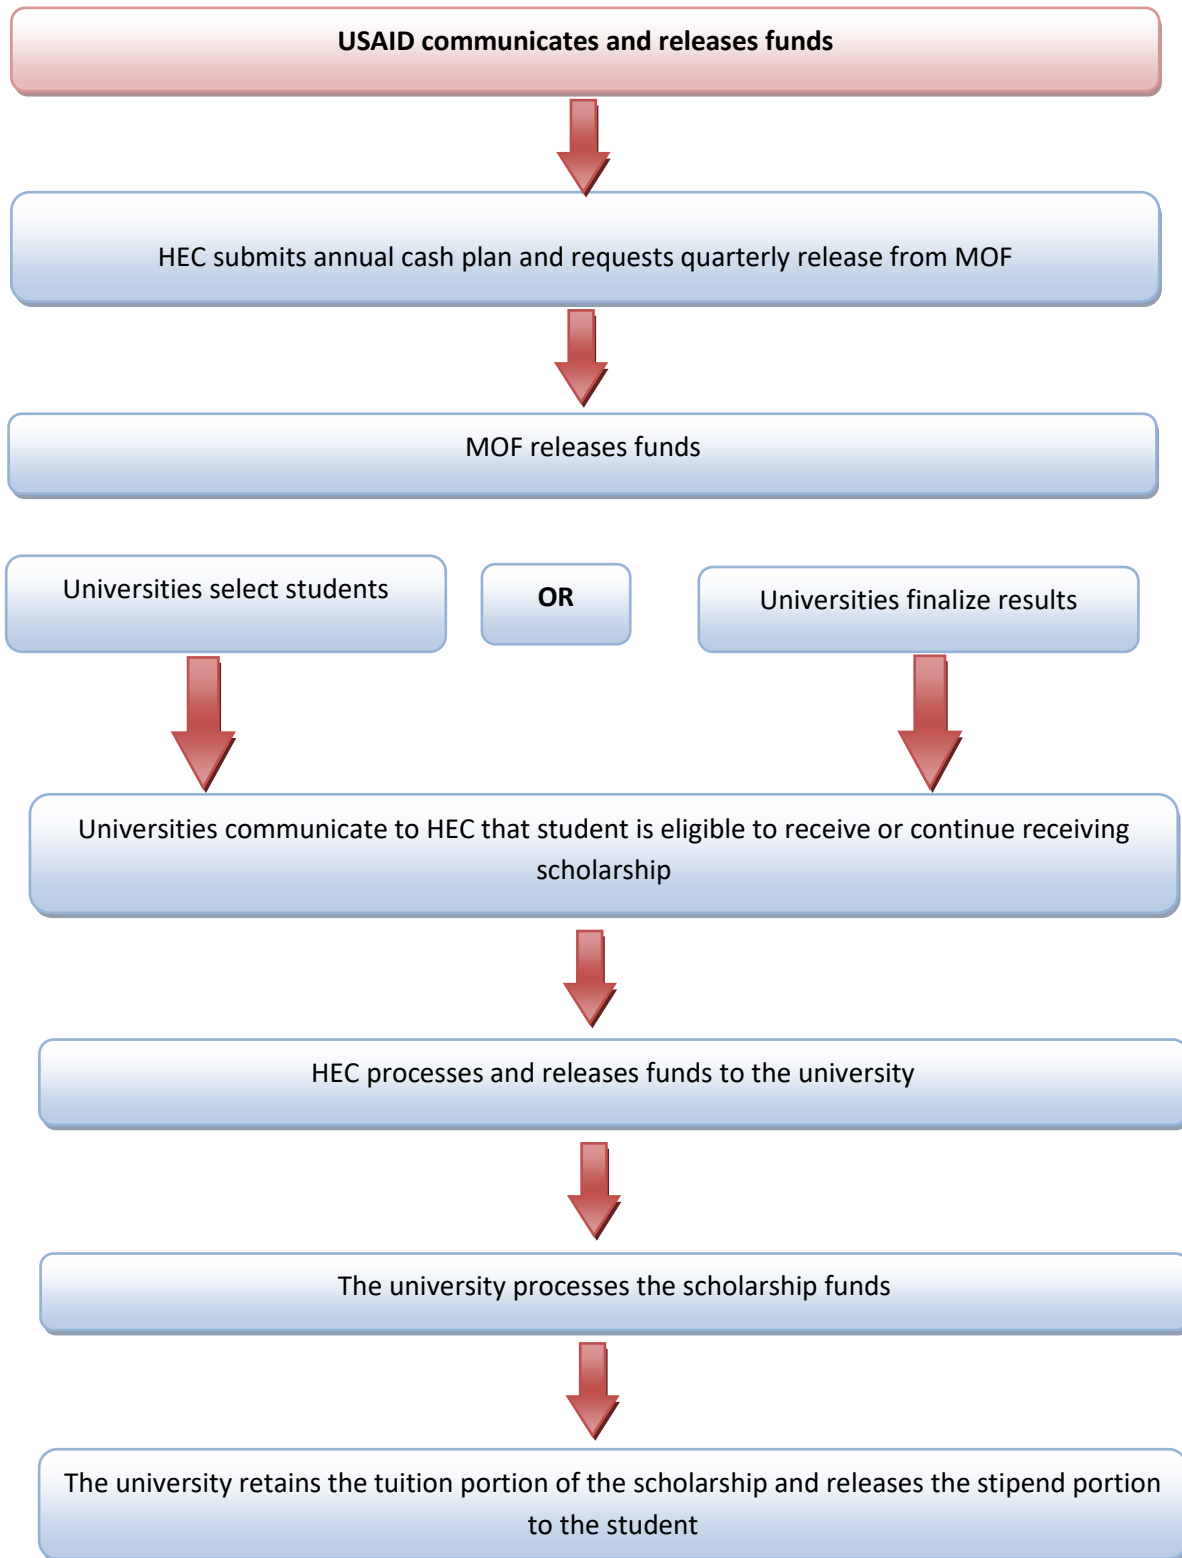 USAID communicates and releases funds
HEC submits annual cash plan and requests quarterly release from MOF
MOF releases funds
Universities select students
OR
Universities finalize results
Universities communicate to HEC that student is eligible to receive or continue receiving
scholarship
HEC processes and releases funds to the university
The university processes the scholarship funds
The university retains the tuition portion of the scholarship and releases the stipend portion
to the student